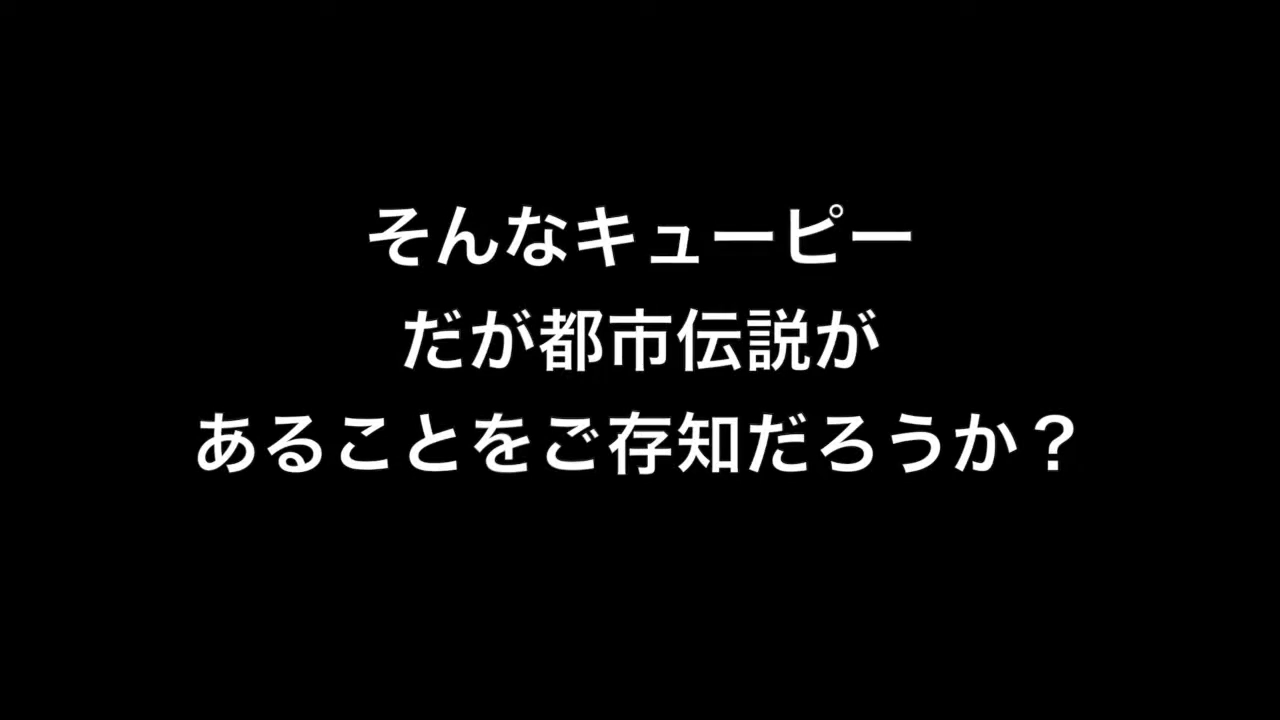 そんなキューピー
だが都市伝説が
あることをご存知だろうか？